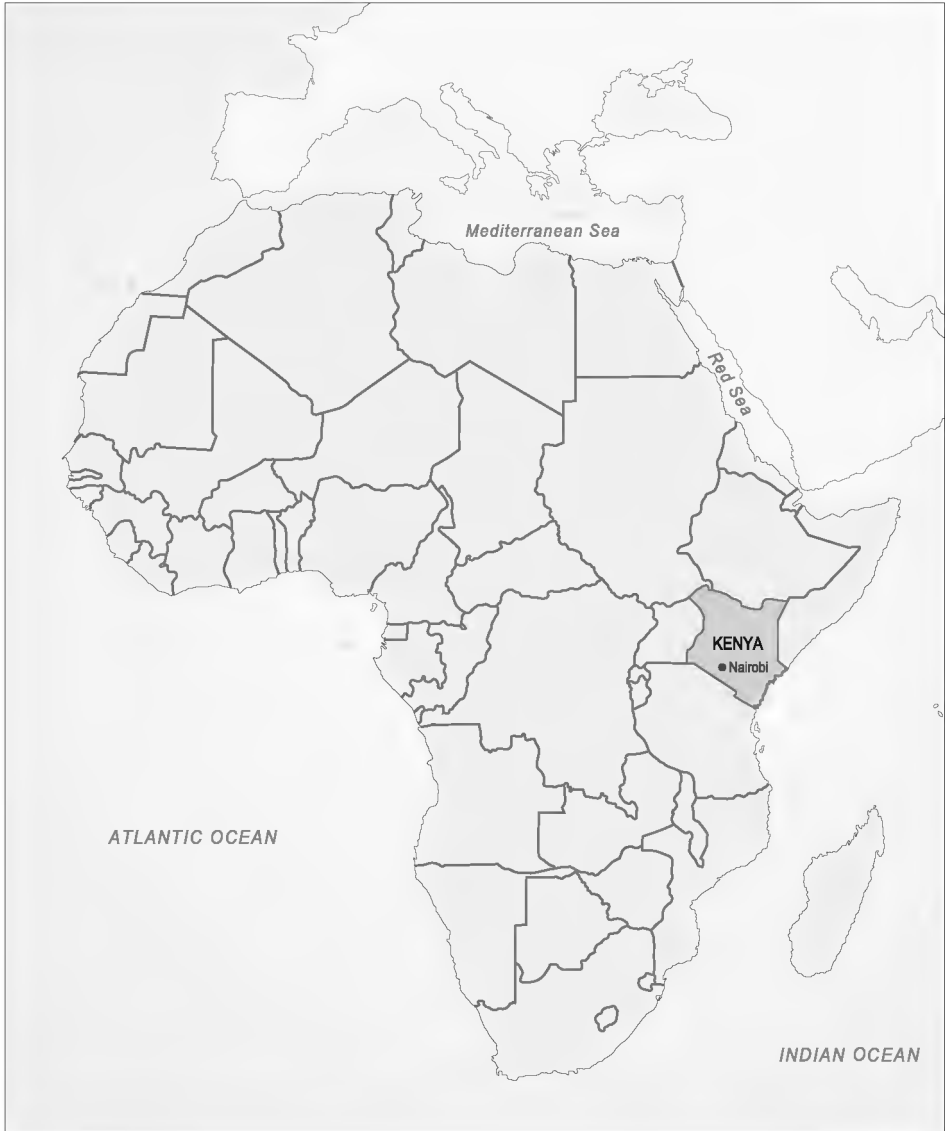 Mediterranean Sea
Red Sea
KENYA
Nairobi
ATLANTIC OCEAN
INDIAN OCEAN